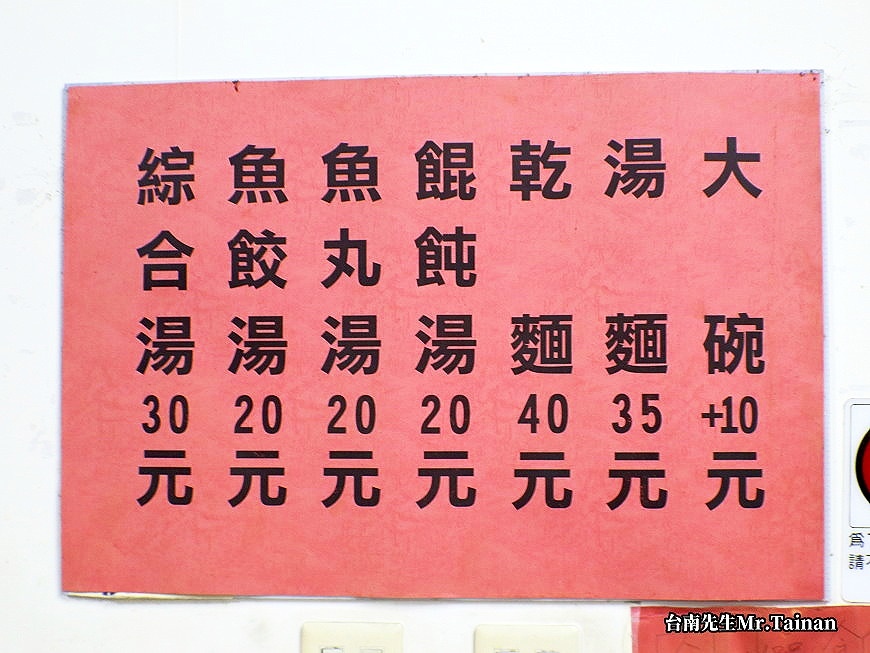 大碗+10元
湯麵35元
乾麵40元
餛飩湯20元
魚丸湯20元
魚餃湯20元
綜合湯30元
台南先生Mr.Tainan